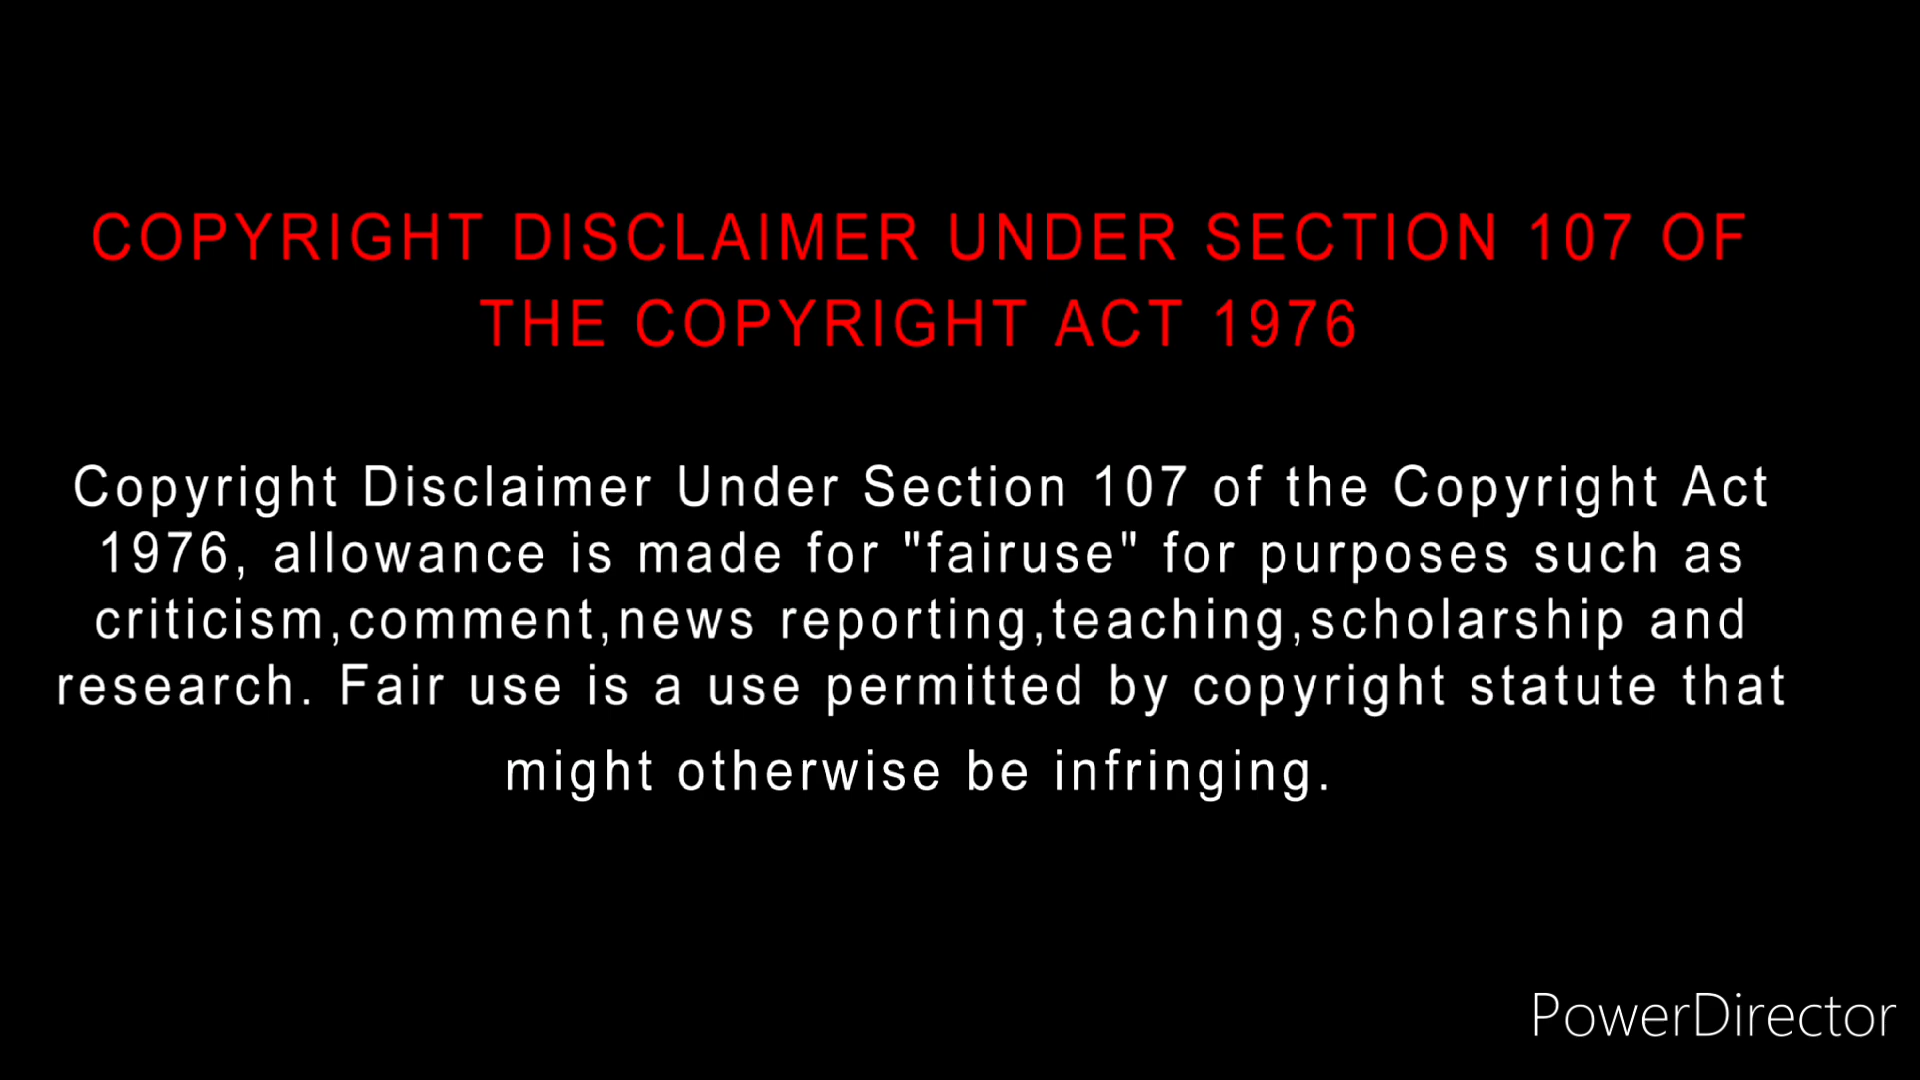 COPYRIGHT DISCLAIMER UNDER SECTION 107 OF
THE COPYRIGHT ACT 1976
Copyright Disclaimer Under Section 107 of the Copyright Act
1976, allowance is made for "fairuse" for purposes such as
criticism,comment,news reporting,teaching,scholarship and
research. Fair use is a use permitted by copyright statute that
might otherwise be infringing.
PowerDirector